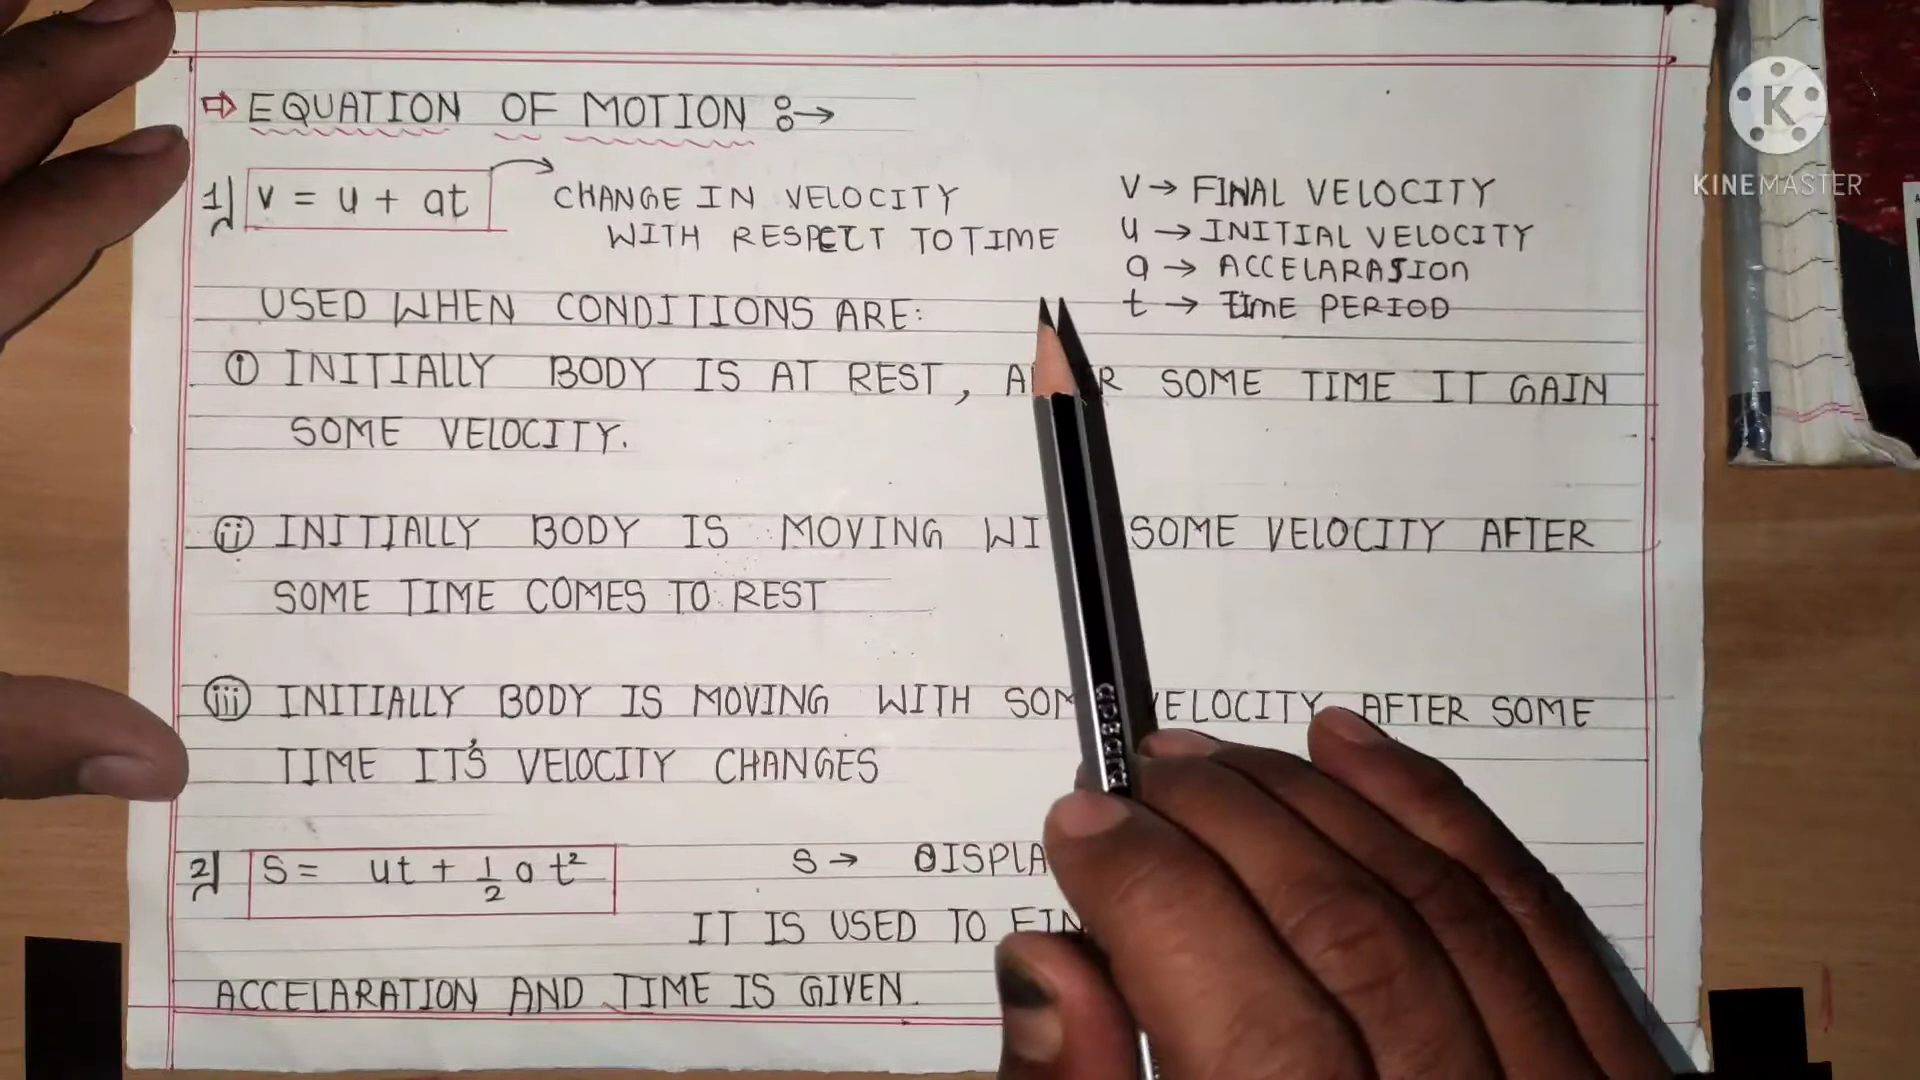 ⇨ EQUATION OF MOTION :→
1) v = u + at
CHANGE IN VELOCITY
WITH RESPECT TO TIME
V → FINAL VELOCITY
u → INITIAL VELOCITY
a → ACCELARASION
t → TIME PERIOD
USED WHEN CONDITIONS ARE:
(i) INITIALLY BODY IS AT REST, SOME TIME IT GAIN
SOME VELOCITY.
(ii) INITIALLY BODY IS MOVING SOME VELOCITY AFTER
SOME TIME COMES TO REST
(iii) INITIALLY BODY IS MOVING WITH VELOCITY AFTER SOME
TIME IT'S VELOCITY CHANGES
2) S = ut + 1/2 a t²
S →
IT IS USED TO
ACCELARATION AND TIME IS GIVEN.
K
KINEMASTER